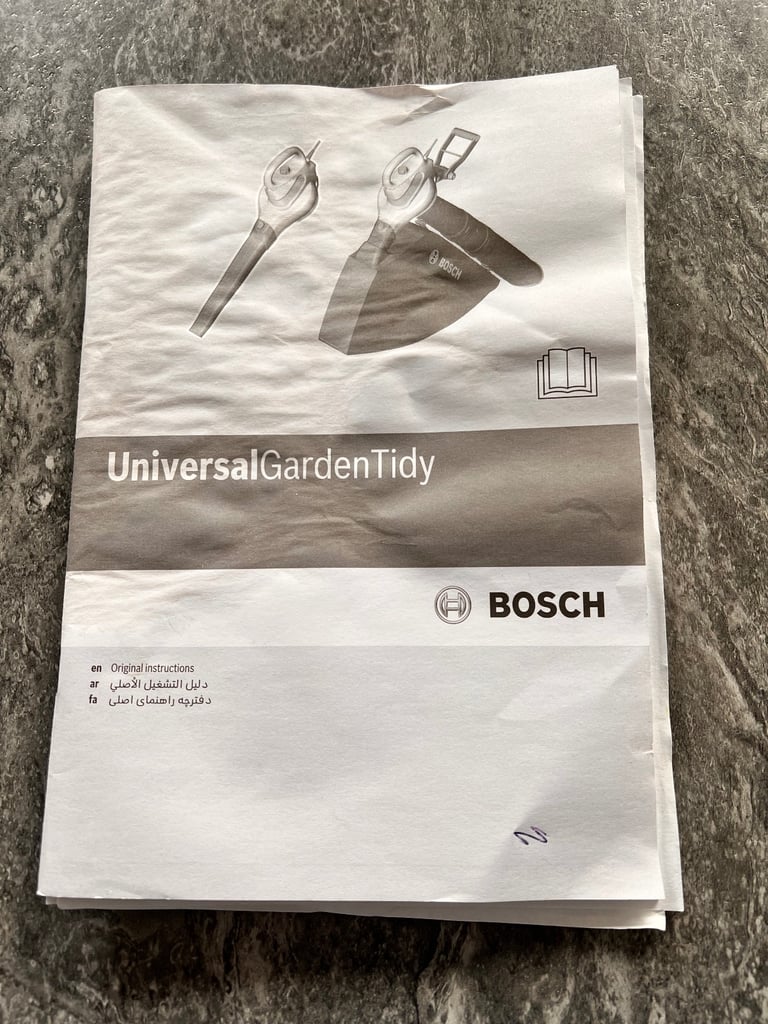 BOSCH
UniversalGardenTidy
BOSCH
en Original instructions
ar دليل التشغيل الأصلي
fa دفترچه راهنمای اصلی